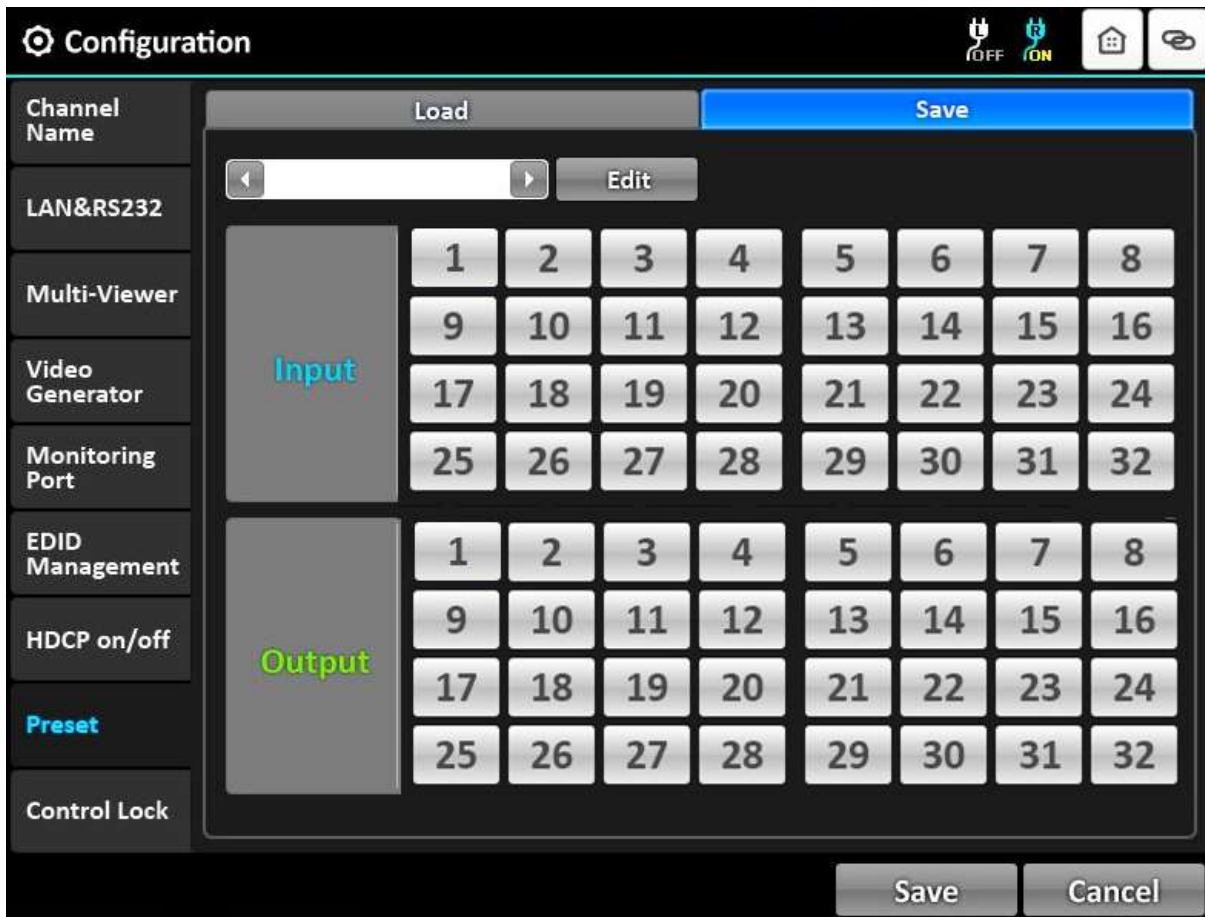 Configuration
L
OFF
R
ON
Channel
Name
LAN&RS232
Multi-Viewer
Video
Generator
Monitoring
Port
EDID
Management
HDCP on/off
Preset
Control Lock
Load
Save
Edit
Input
1 2 3 4 5 6 7 8
9 10 11 12 13 14 15 16
17 18 19 20 21 22 23 24
25 26 27 28 29 30 31 32
Output
1 2 3 4 5 6 7 8
9 10 11 12 13 14 15 16
17 18 19 20 21 22 23 24
25 26 27 28 29 30 31 32
Save
Cancel